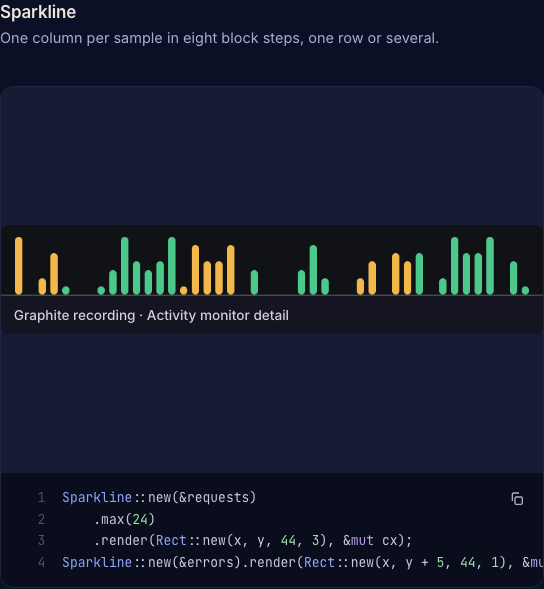 Sparkline
One column per sample in eight block steps, one row or several.
Graphite recording · Activity monitor detail
1 Sparkline::new(&requests)
2 .max(24)
3 .render(Rect::new(x, y, 44, 3), &mut cx);
4 Sparkline::new(&errors).render(Rect::new(x, y + 5, 44, 1), &mu